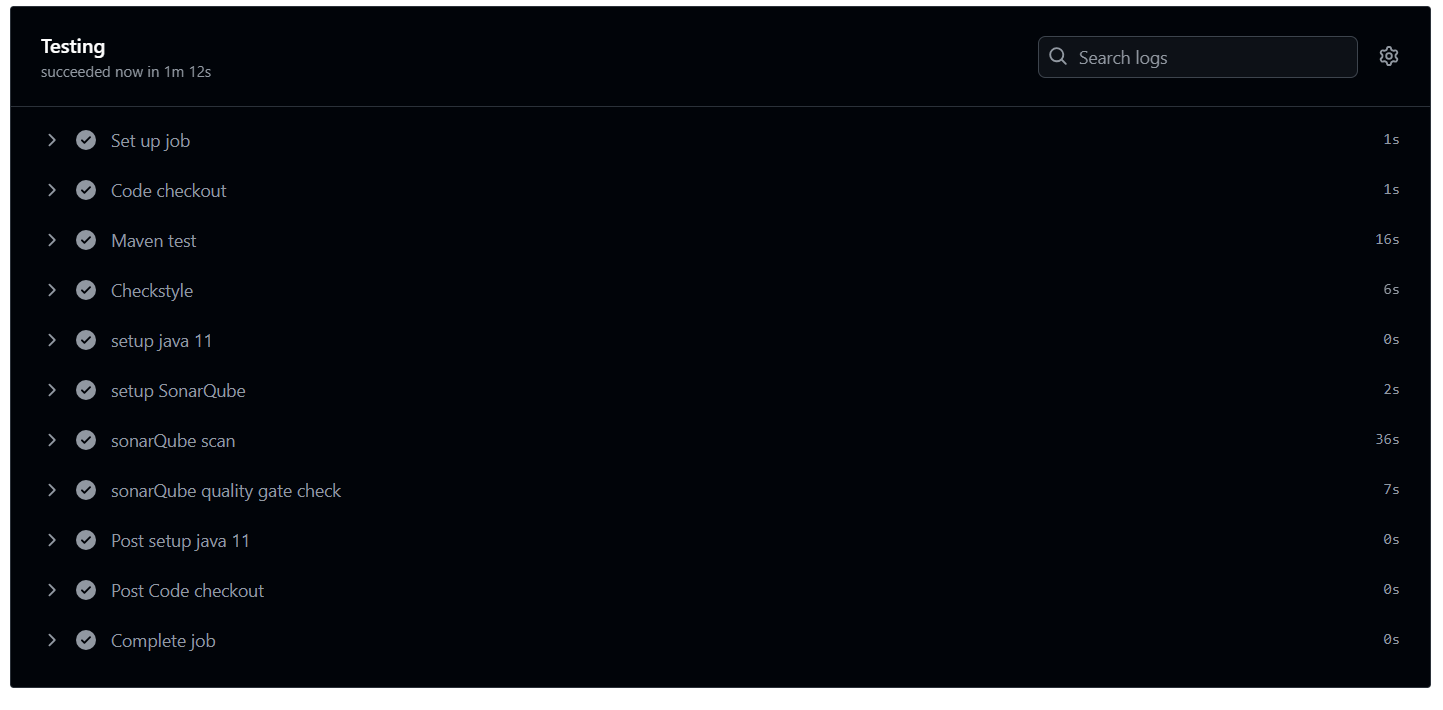 Testing
succeeded now in 1m 12s
Search logs
Set up job 1s
Code checkout 1s
Maven test 16s
Checkstyle 6s
setup java 11 0s
setup SonarQube 2s
sonarQube scan 36s
sonarQube quality gate check 7s
Post setup java 11 0s
Post Code checkout 0s
Complete job 0s